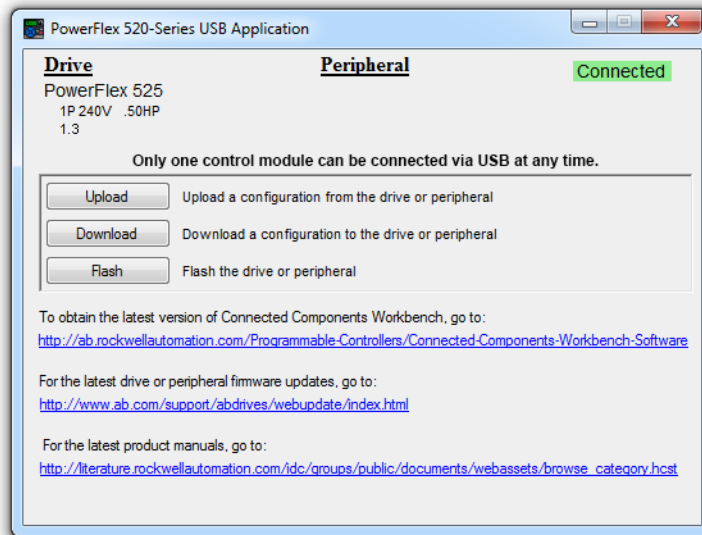 PowerFlex 520-Series USB Application
Drive Peripheral Connected
PowerFlex 525
1P 240V .50HP
1.3
Only one control module can be connected via USB at any time.
Upload Upload a configuration from the drive or peripheral
Download Download a configuration to the drive or peripheral
Flash Flash the drive or peripheral
To obtain the latest version of Connected Components Workbench, go to:
http://ab.rockwellautomation.com/Programmable-Controllers/Connected-Components-Workbench-Software
For the latest drive or peripheral firmware updates, go to:
http://www.ab.com/support/abdrives/webupdate/index.html
For the latest product manuals, go to:
http://literature.rockwellautomation.com/idc/groups/public/documents/webassets/browse_category.hcst